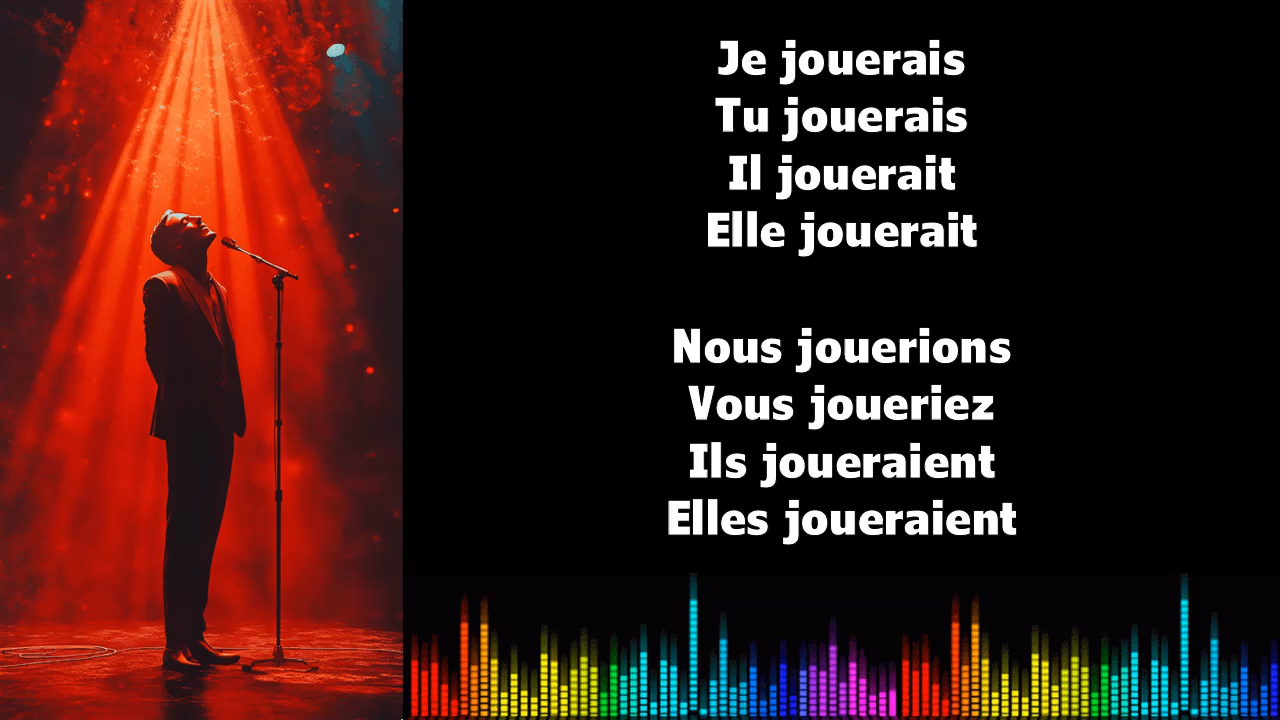 Je jouerais
Tu jouerais
Il jouerait
Elle jouerait
Nous jouerions
Vous joueriez
Ils joueraient
Elles joueraient